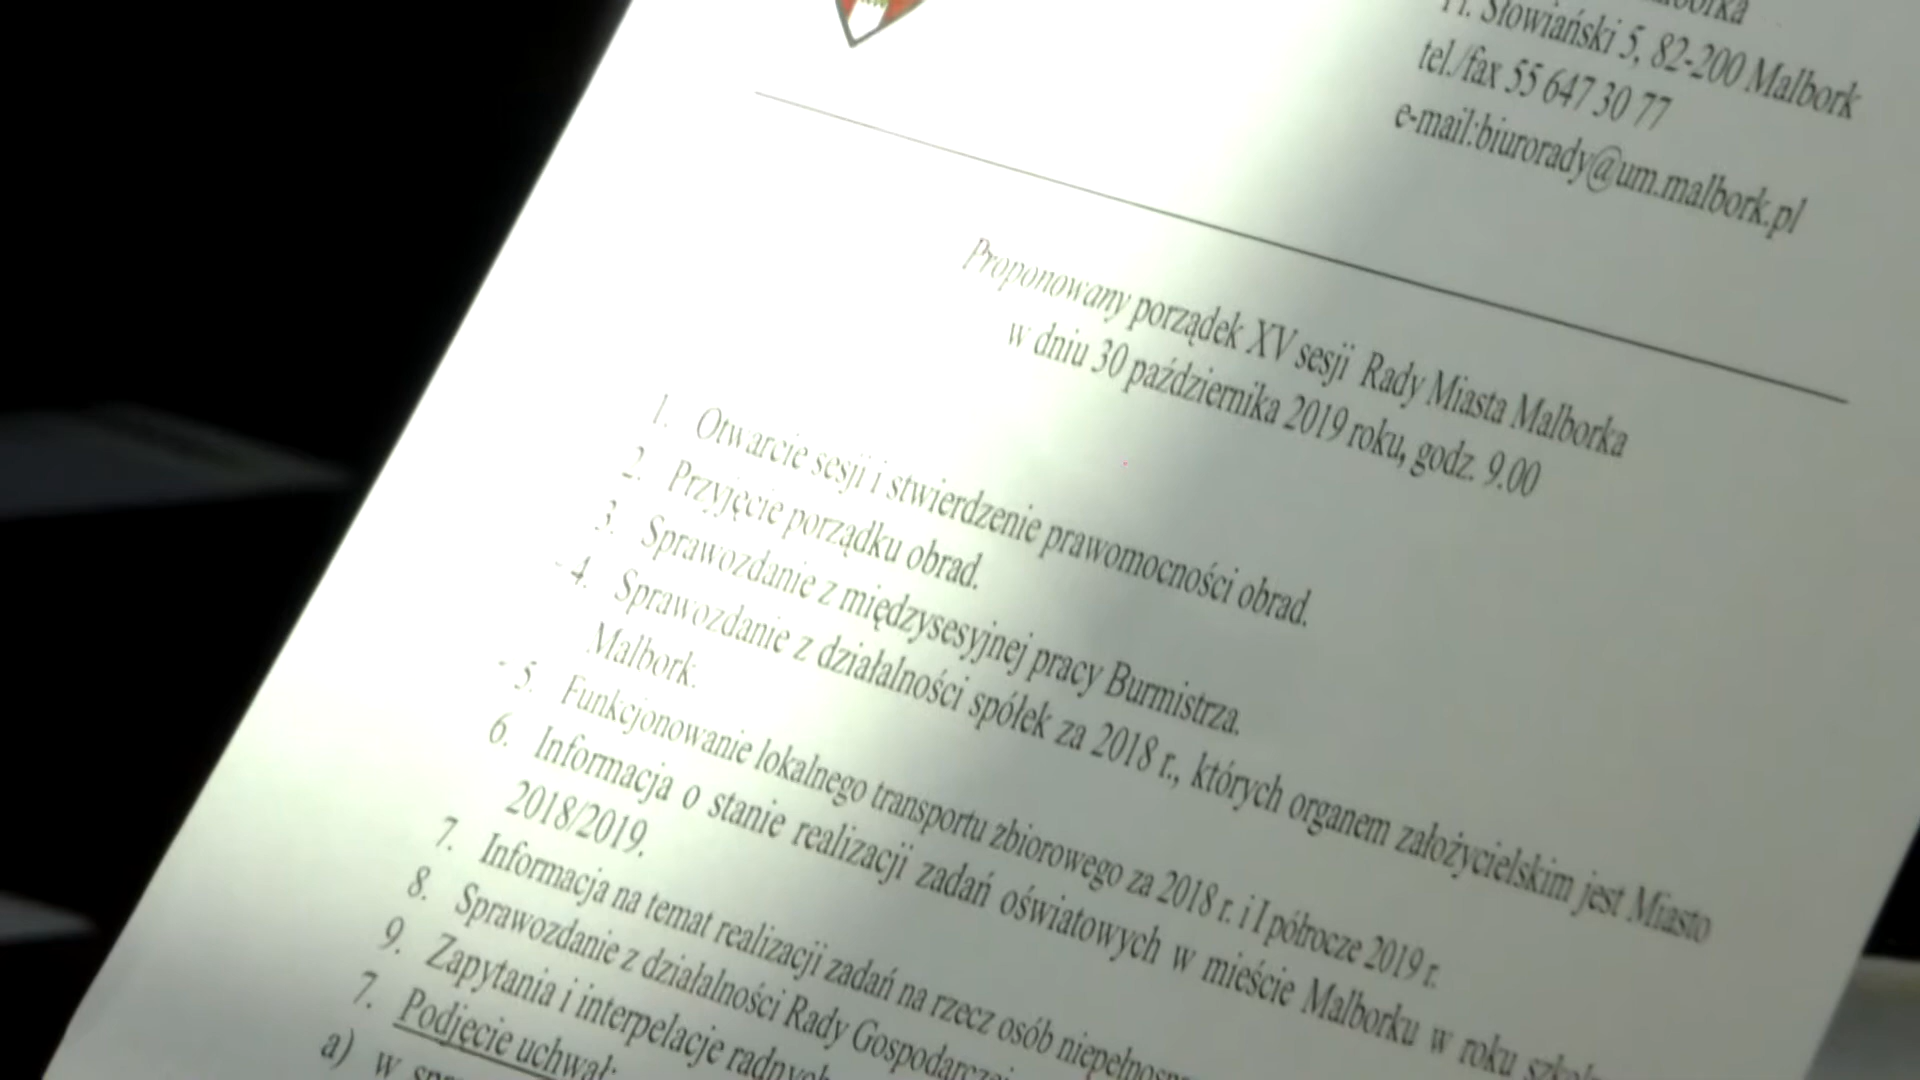 Słowiański 5, 82-200 Malbork
tel./fax 55 647 30 77
e-mail:biurorady@um.malbork.pl
Proponowany porządek XV sesji Rady Miasta Malborka
w dniu 30 października 2019 roku, godz. 9.00
1. Otwarcie sesji i stwierdzenie prawomocności obrad.
2. Przyjęcie porządku obrad.
3. Sprawozdanie z międzysesyjnej pracy Burmistrza.
- 4. Sprawozdanie z działalności spółek za 2018 r., których organem założycielskim jest Miasto
Malbork.
- 5. Funkcjonowanie lokalnego transportu zbiorowego za 2018 r. i I półrocze 2019 r.
6. Informacja o stanie realizacji zadań oświatowych w mieście Malborku w roku
2018/2019.
7. Informacja na temat realizacji zadań na rzecz osób
8. Sprawozdanie z działalności Rady
9. Zapytania i interpelacje
7. Podjęcie uchwał:
a) w